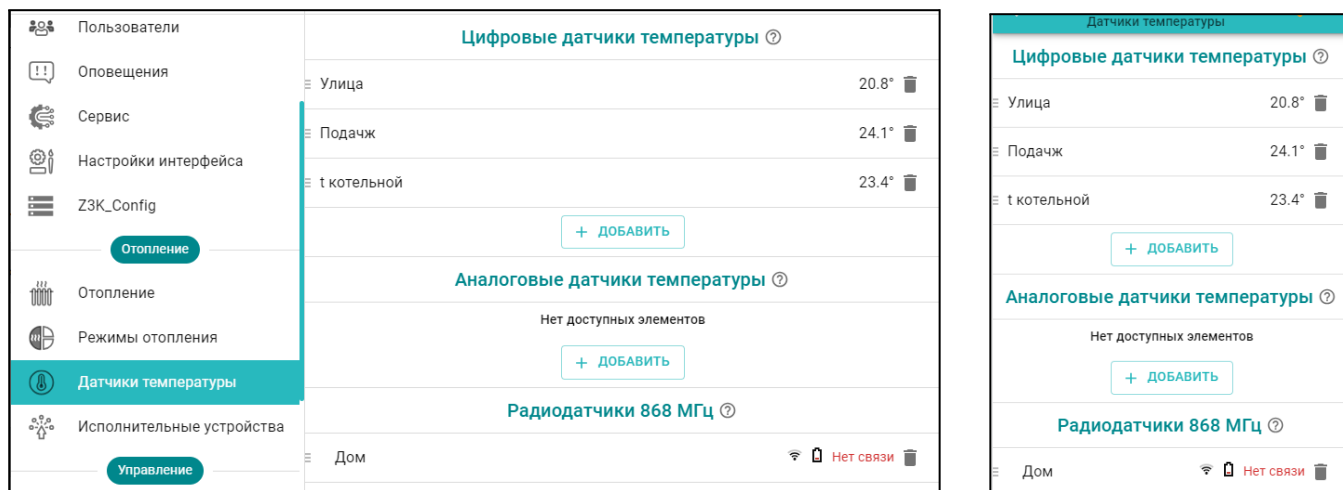 Пользователи
Оповещения
Сервис
Настройки интерфейса
Z3K_Config
Отопление
Отопление
Режимы отопления
Датчики температуры
Исполнительные устройства
Управление
Цифровые датчики температуры
Улица 20.8°
Подачж 24.1°
t котельной 23.4°
+ ДОБАВИТЬ
Аналоговые датчики температуры
Нет доступных элементов
+ ДОБАВИТЬ
Радиодатчики 868 МГц
Дом Нет связи
Датчики температуры
Цифровые датчики температуры
Улица 20.8°
Подачж 24.1°
t котельной 23.4°
+ ДОБАВИТЬ
Аналоговые датчики температуры
Нет доступных элементов
+ ДОБАВИТЬ
Радиодатчики 868 МГц
Дом Нет связи